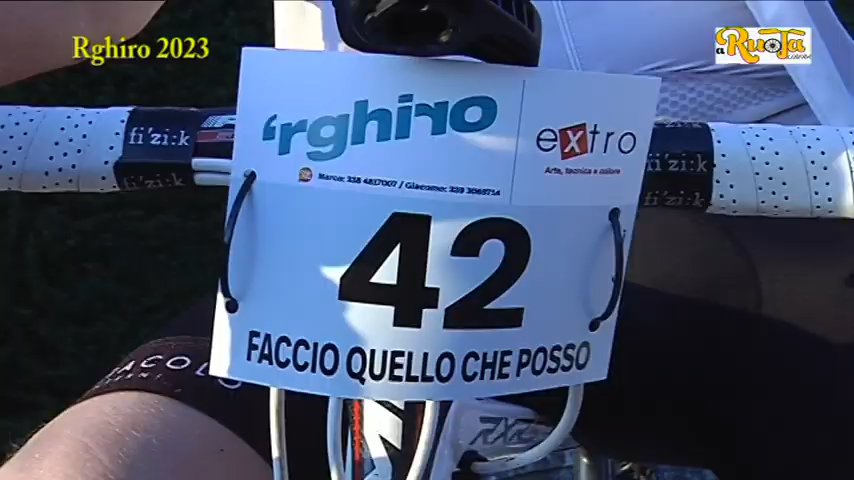 Rghiro 2023
a RuoTa
LIBERA
'rghiro
extro
Arte, tecnica e colore
fi'zi:k
fi'zi:k
fi'zi:k
fi'zi:k
42
FACCIO QUELLO CHE POSSO